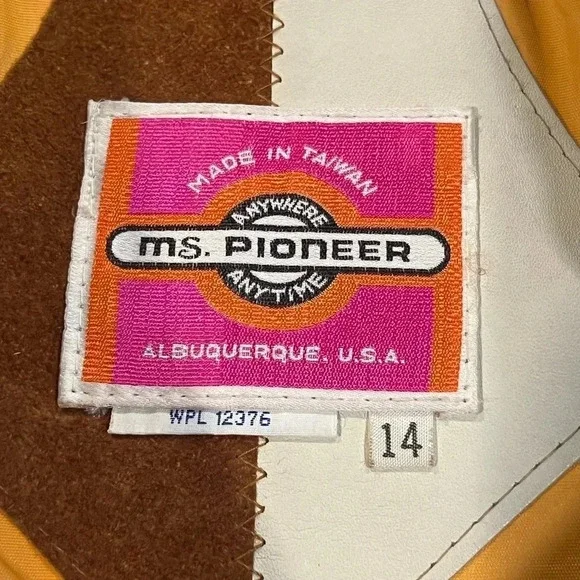 MADE IN TAIWAN
ANYWHERE
ms. PIONEER
ANYTIME
ALBUQUERQUE. U.S.A.
WPL 12376
14